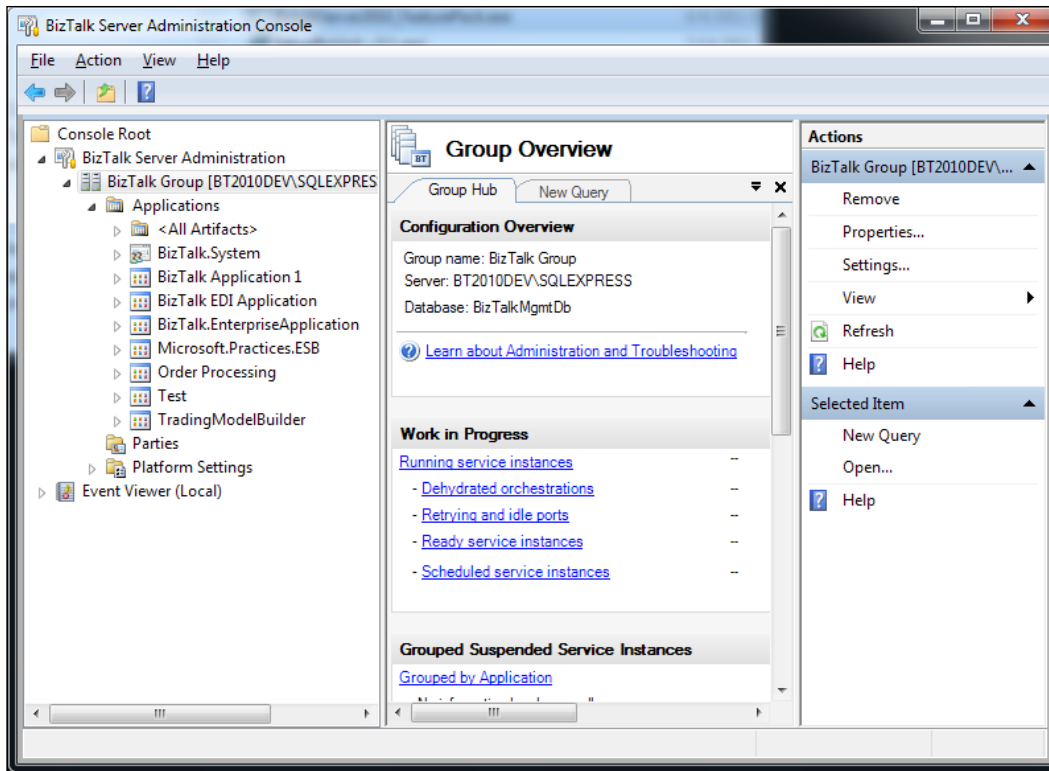 BizTalk Server Administration Console
File Action View Help
Console Root
BizTalk Server Administration
BizTalk Group [BT2010DEV\SQLEXPRES
Applications
<All Artifacts>
BizTalk.System
BizTalk Application 1
BizTalk EDI Application
BizTalk.EnterpriseApplication
Microsoft.Practices.ESB
Order Processing
Test
TradingModelBuilder
Parties
Platform Settings
Event Viewer (Local)
BT
Group Overview
Group Hub New Query
Configuration Overview
Group name: BizTalk Group
Server: BT2010DEV\SQLEXPRESS
Database: BizTalkMgmtDb
Learn about Administration and Troubleshooting
Work in Progress
Running service instances --
- Dehydrated orchestrations --
- Retrying and idle ports --
- Ready service instances --
- Scheduled service instances --
Grouped Suspended Service Instances
Grouped by Application
Actions
BizTalk Group [BT2010DEV\...
Remove
Properties...
Settings...
View
Refresh
Help
Selected Item
New Query
Open...
Help